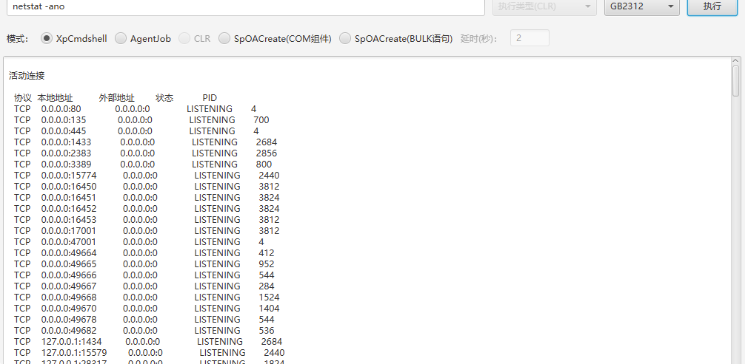 netstat -ano 执行类型(CLR) GB2312 执行
模式: XpCmdshell AgentJob CLR SpOACreate(COM组件) SpOACreate(BULK语句) 延时(秒): 2
活动连接
协议 本地地址 外部地址 状态 PID
TCP 0.0.0.0:80 0.0.0.0:0 LISTENING 4
TCP 0.0.0.0:135 0.0.0.0:0 LISTENING 700
TCP 0.0.0.0:445 0.0.0.0:0 LISTENING 4
TCP 0.0.0.0:1433 0.0.0.0:0 LISTENING 2684
TCP 0.0.0.0:2383 0.0.0.0:0 LISTENING 2856
TCP 0.0.0.0:3389 0.0.0.0:0 LISTENING 800
TCP 0.0.0.0:15774 0.0.0.0:0 LISTENING 2440
TCP 0.0.0.0:16450 0.0.0.0:0 LISTENING 3812
TCP 0.0.0.0:16451 0.0.0.0:0 LISTENING 3824
TCP 0.0.0.0:16452 0.0.0.0:0 LISTENING 3824
TCP 0.0.0.0:16453 0.0.0.0:0 LISTENING 3812
TCP 0.0.0.0:17001 0.0.0.0:0 LISTENING 3812
TCP 0.0.0.0:47001 0.0.0.0:0 LISTENING 4
TCP 0.0.0.0:49664 0.0.0.0:0 LISTENING 412
TCP 0.0.0.0:49665 0.0.0.0:0 LISTENING 952
TCP 0.0.0.0:49666 0.0.0.0:0 LISTENING 544
TCP 0.0.0.0:49667 0.0.0.0:0 LISTENING 284
TCP 0.0.0.0:49668 0.0.0.0:0 LISTENING 1524
TCP 0.0.0.0:49670 0.0.0.0:0 LISTENING 1404
TCP 0.0.0.0:49678 0.0.0.0:0 LISTENING 544
TCP 0.0.0.0:49682 0.0.0.0:0 LISTENING 536
TCP 127.0.0.1:1434 0.0.0.0:0 LISTENING 2684
TCP 127.0.0.1:15579 0.0.0.0:0 LISTENING 2440
TCP 127.0.0.1:28317 0.0.0.0:0 LISTENING 1824